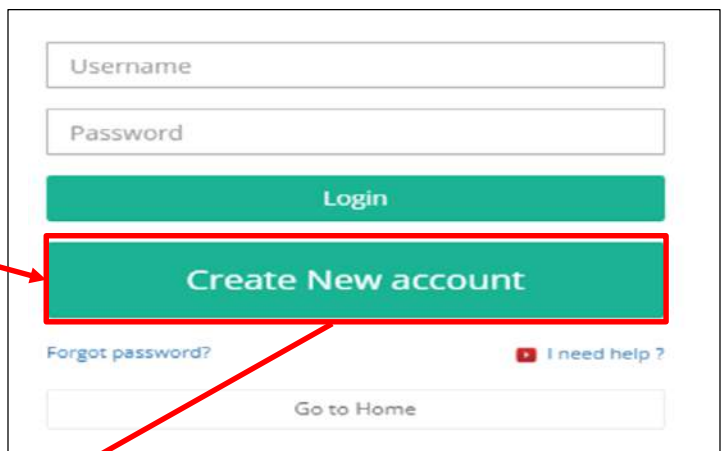 Username
Password
Login
Create New account
Forgot password? I need help ?
Go to Home